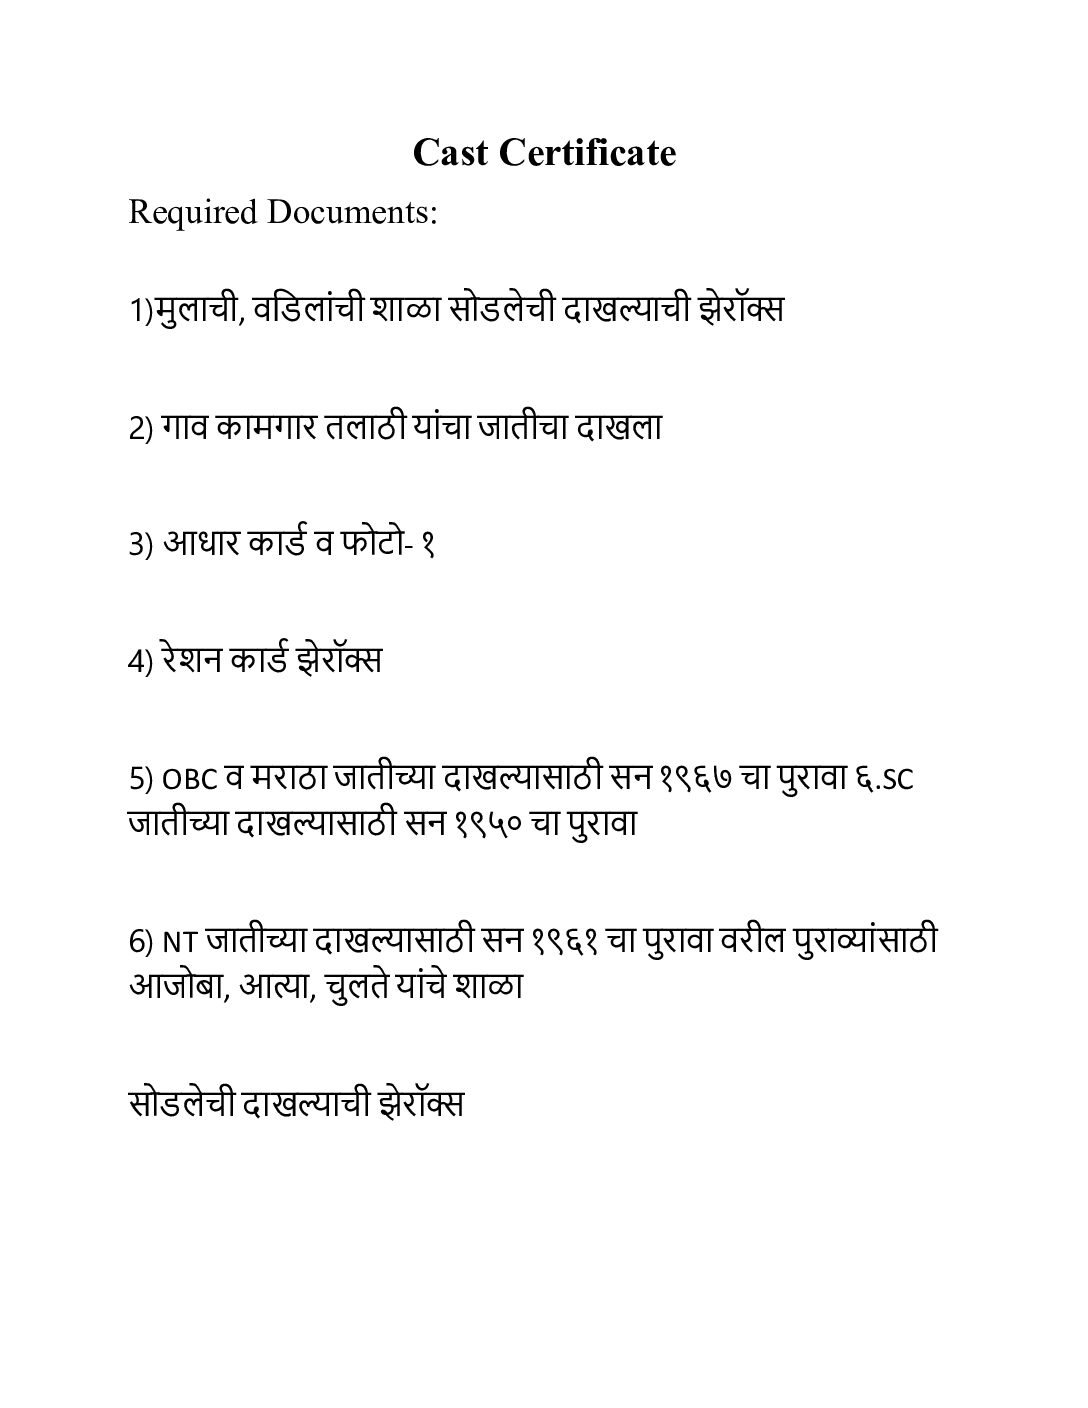 Cast Certificate
Required Documents:
1)मुलाची, वडिलांची शाळा सोडलेची दाखल्याची झेरॉक्स
2) गाव कामगार तलाठी यांचा जातीचा दाखला
3) आधार कार्ड व फोटो- १
4) रेशन कार्ड झेरॉक्स
5) OBC व मराठा जातीच्या दाखल्यासाठी सन १९६७ चा पुरावा ६.SC
जातीच्या दाखल्यासाठी सन १९५० चा पुरावा
6) NT जातीच्या दाखल्यासाठी सन १९६१ चा पुरावा वरील पुराव्यांसाठी
आजोबा, आत्या, चुलते यांचे शाळा
सोडलेची दाखल्याची झेरॉक्स